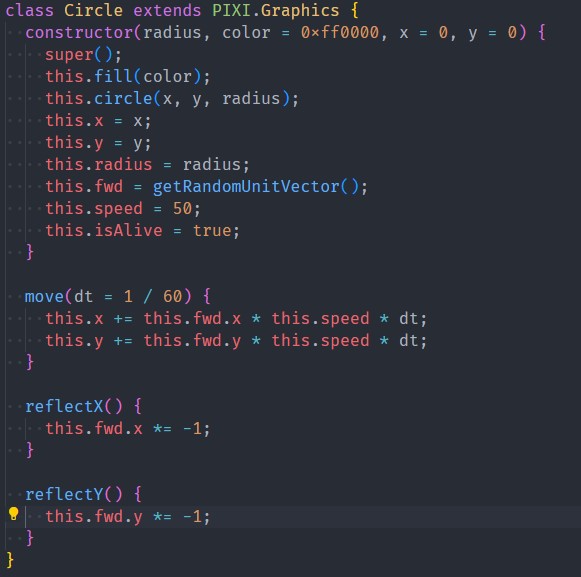 class Circle extends PIXI.Graphics {
constructor(radius, color = 0xff0000, x = 0, y = 0) {
super();
this.fill(color);
this.circle(x, y, radius);
this.x = x;
this.y = y;
this.radius = radius;
this.fwd = getRandomUnitVector();
this.speed = 50;
this.isAlive = true;
}
move(dt = 1 / 60) {
this.x += this.fwd.x * this.speed * dt;
this.y += this.fwd.y * this.speed * dt;
}
reflectX() {
this.fwd.x *= -1;
}
reflectY() {
this.fwd.y *= -1;
}
}